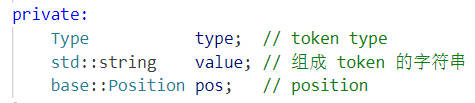 private:
Type type; // token type
std::string value; // 组成 token 的字符串
base::Position pos; // position